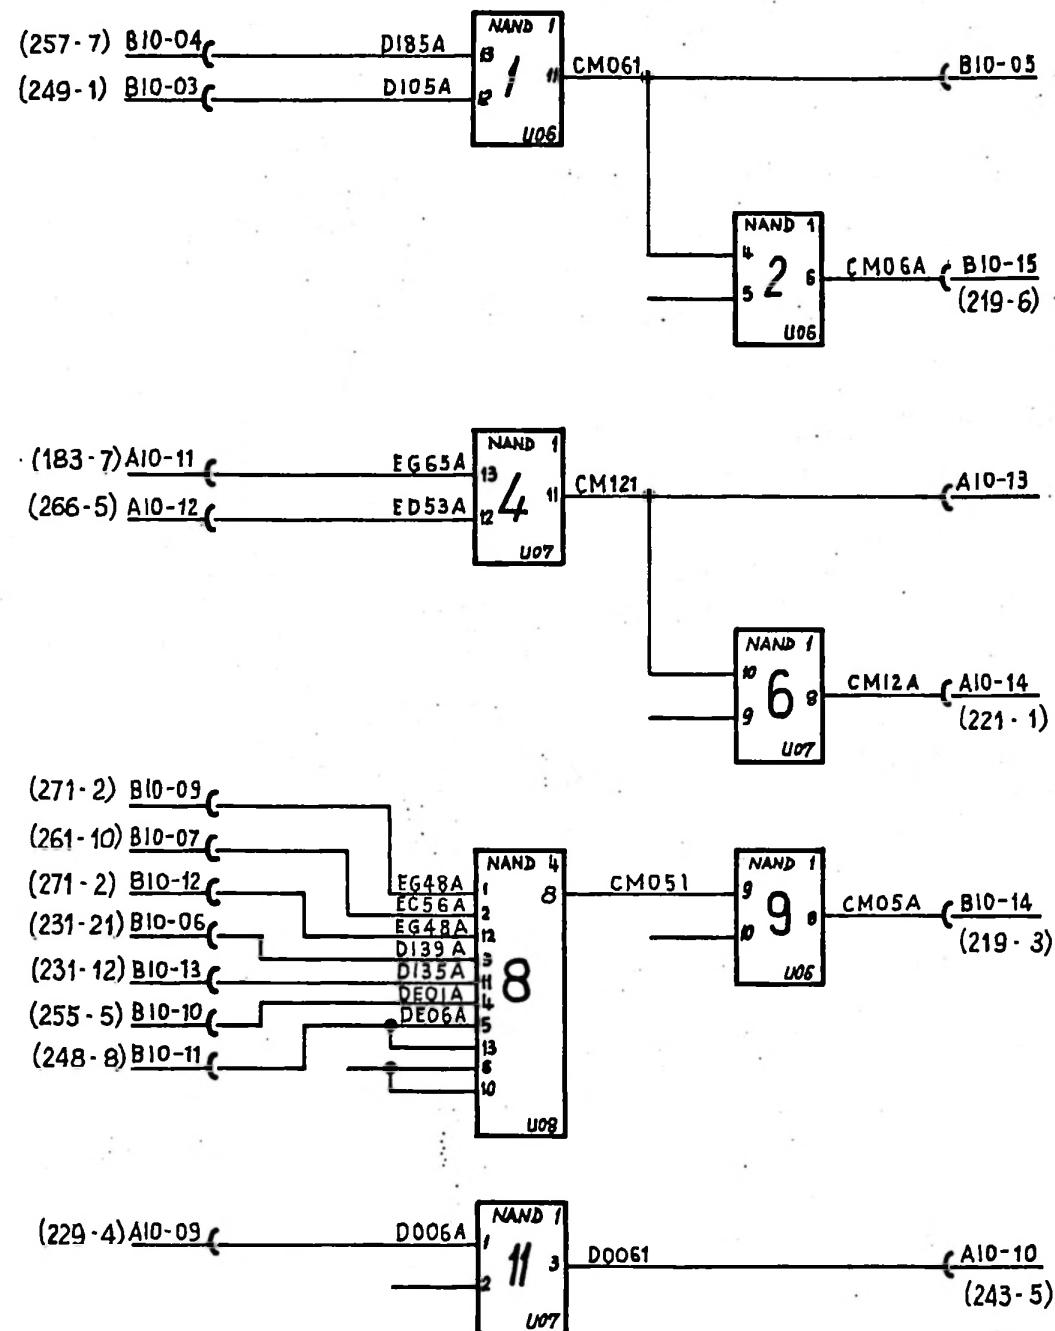 NAND 1
(257-7) B10-04 D185A 13
1 11 CM061 B10-05
(249-1) B10-03 D105A 12
U06
NAND 1
4
2 6 CM06A B10-15
5 (219-6)
U06
NAND 1
(183-7) A10-11 EG65A 13
4 11 CM121 A10-13
(266-5) A10-12 ED53A 12
U07
NAND 1
10
6 8 CM12A A10-14
9 (221-1)
U07
(271-2) B10-09
(261-10) B10-07
NAND 4
NAND 1
(271-2) B10-12 EG48A 1
8 CM051 9
EC56A 2
9 8 CM05A B10-14
(231-21) B10-06 EG48A 12
10 (219-3)
D139A 3
U06
(231-12) B10-13 D135A 11
8
DE01A 4
(255-5) B10-10 DE06A 5
13
(248-8) B10-11 6
10
U08
NAND 1
(229-4) A10-09 D006A 1
11 3 D0061 A10-10
2 (243-5)
U07